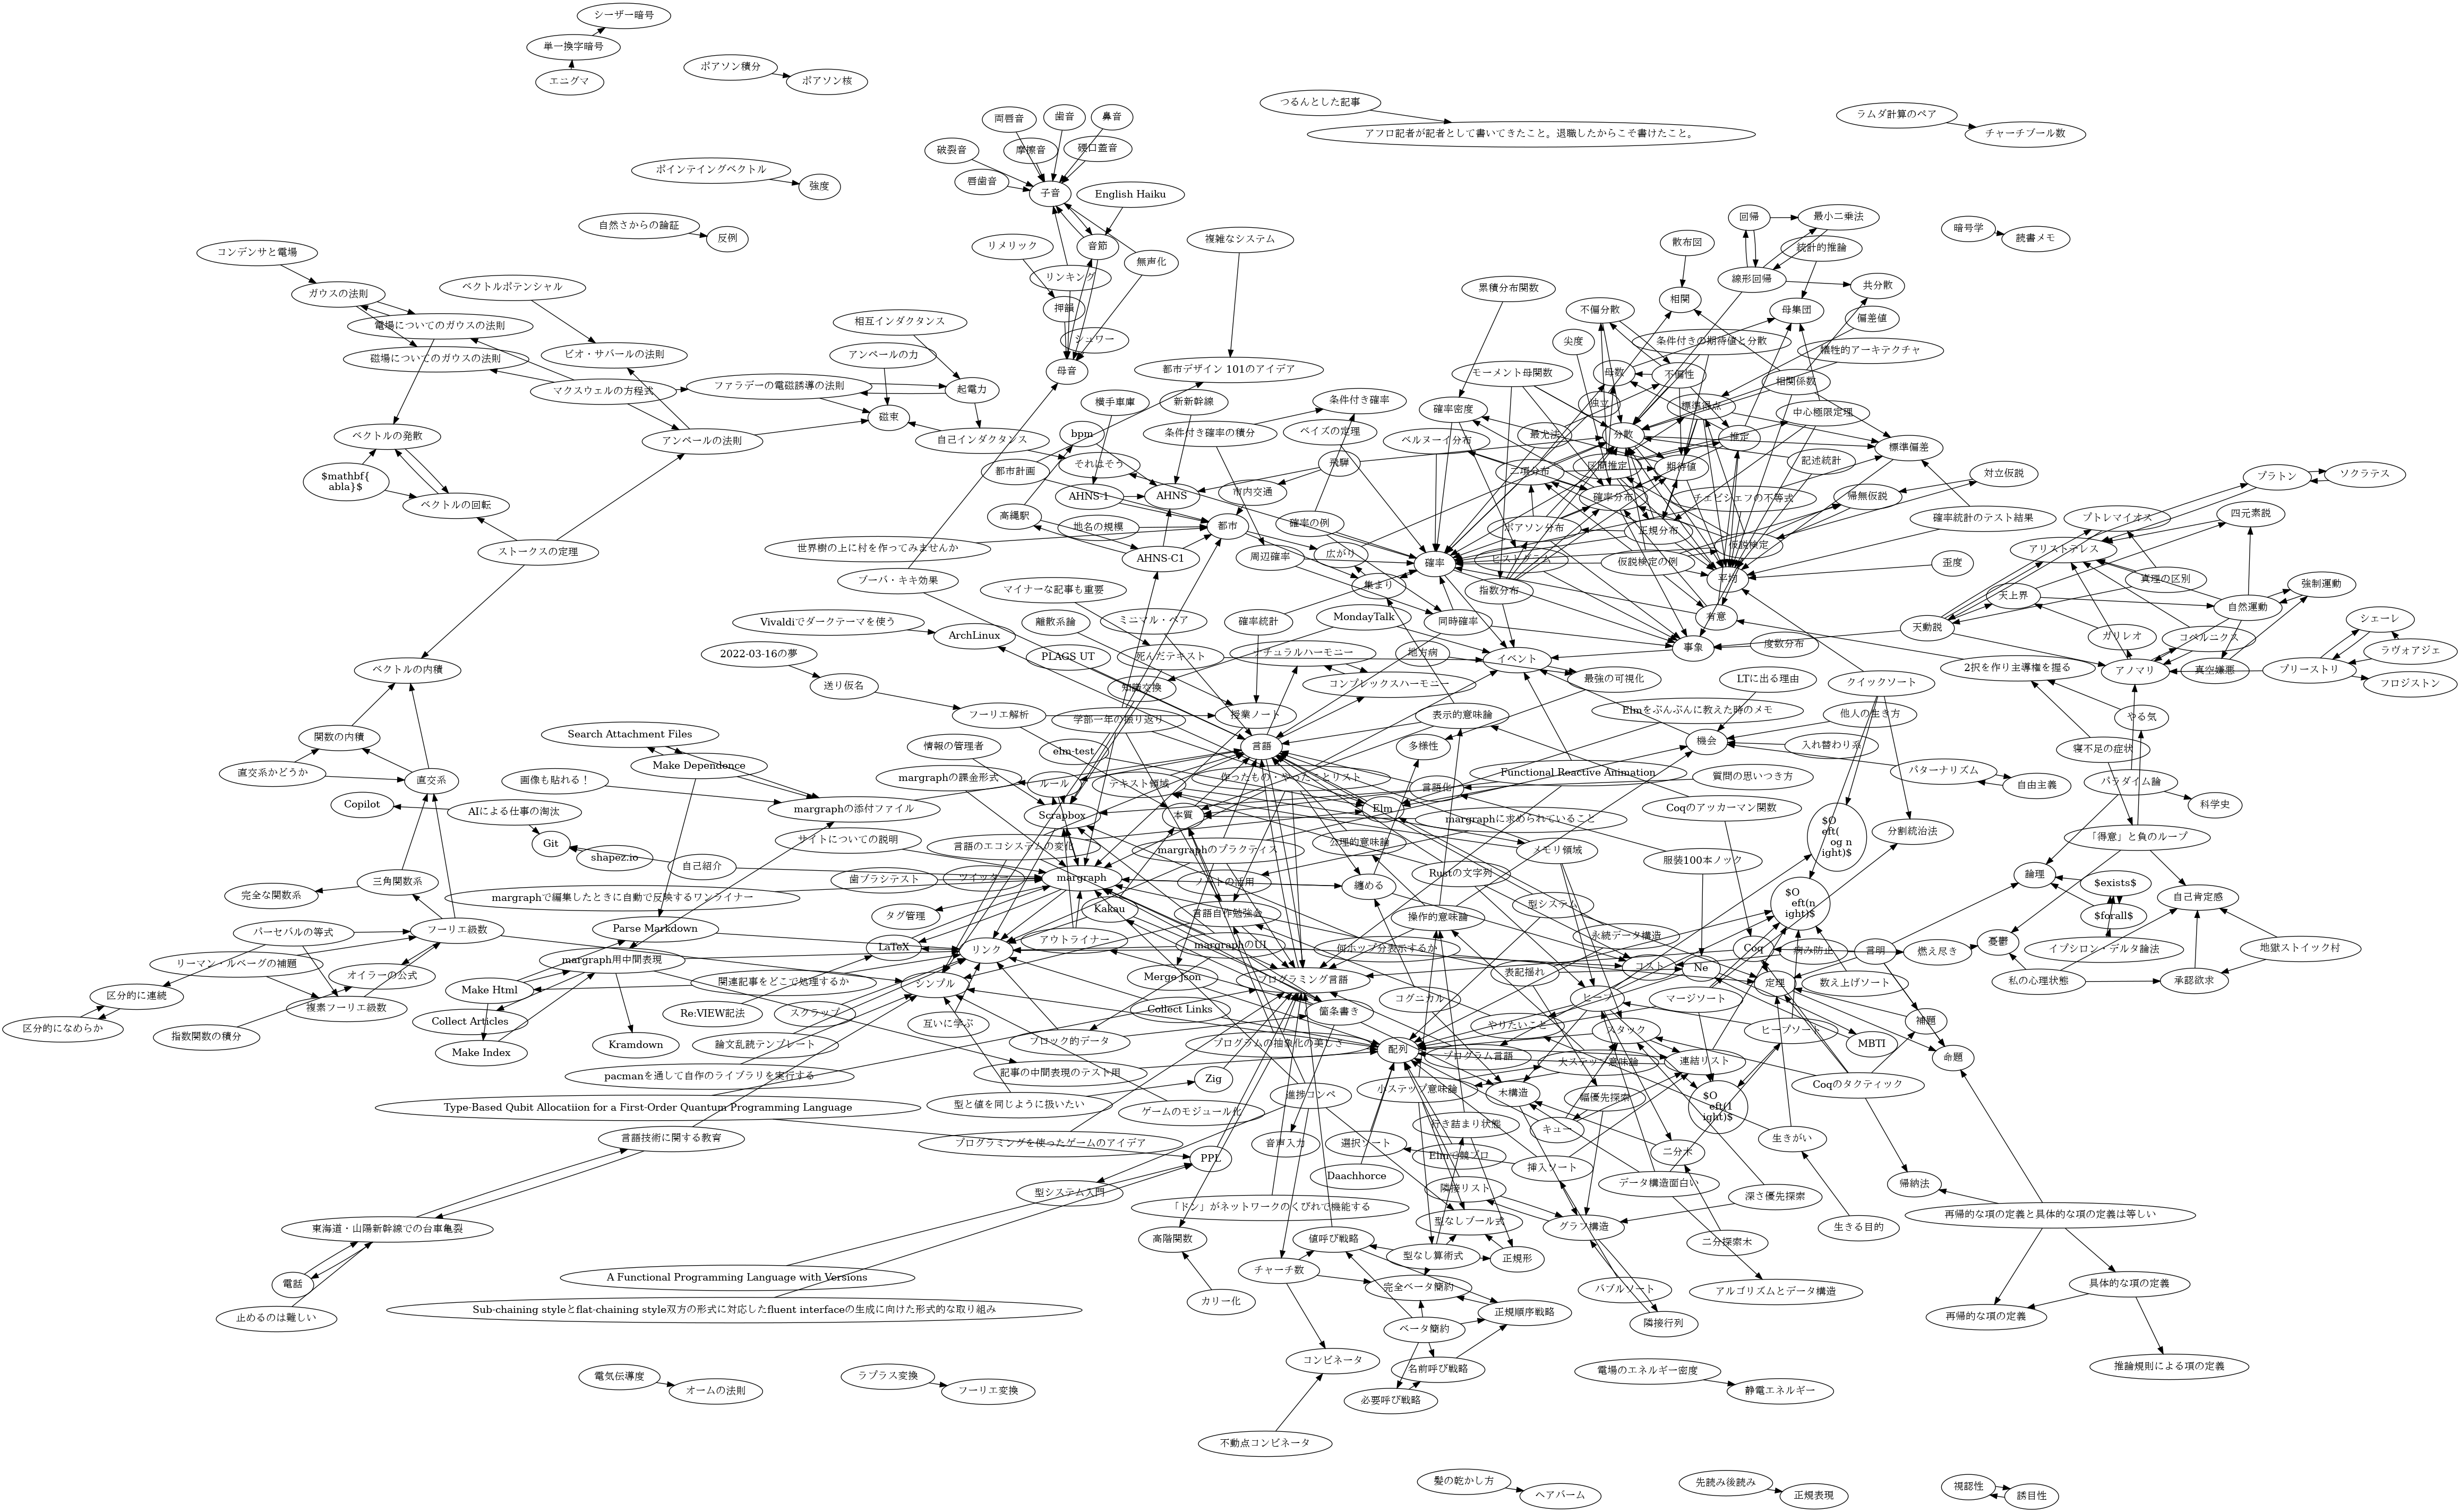 シーザー暗号
単一換字暗号
エニグマ
ポアソン積分
ポアソン核
つるんとした記事
アフロ記者が記者として書いてきたこと。退職したからこそ書けたこと。
ラムダ計算のペア
チャーチブール数
両唇音
歯音
鼻音
破裂音
摩擦音
硬口蓋音
唇歯音
子音
English Haiku
ポインテイングベクトル
強度
自然さからの論証
反例
暗号学
読書メモ
回帰
最小二乗法
散布図
統計的推論
線形回帰
共分散
相関
母集団
偏差値
リメリック
音節
無声化
リンキング
押韻
シュワー
母音
複雑なシステム
都市デザイン 101のアイデア
累積分布関数
不偏分散
尖度
条件付きの期待値と分散
犠牲的アーキテクチャ
コンデンサと電場
ガウスの法則
電場についてのガウスの法則
磁場についてのガウスの法則
ベクトルポテンシャル
ビオ・サバールの法則
マクスウェルの方程式
ファラデーの電磁誘導の法則
相互インダクタンス
アンペールの力
起電力
磁束
アンペールの法則
自己インダクタンス
ベクトルの発散
$mathbf{
abla}$
ベクトルの回転
ストークスの定理
横手車庫
新新幹線
条件付き確率
条件付き確率の積分
ベイズの定理
モーメント母関数
母数
不偏性
相関係数
確率密度
独立
標準得点
中心極限定理
bpm
都市計画
それはそう
飛騨
ベルヌーイ分布
最尤法
分散
推定
標準偏差
AHNS-1
AHNS
市内交通
二項分布
区間推定
期待値
記述統計
対立仮説
高縄駅
地名の規模
都市
確率の例
確率分布
チェビシェフの不等式
帰無仮説
確率統計のテスト結果
世界樹の上に村を作ってみませんか
AHNS-C1
周辺確率
広がり
ポアソン分布
正規分布
仮説検定
ヒストグラム
仮説検定の例
歪度
ブーバ・キキ効果
集まり
確率
指数分布
平均
有意
プラトン
ソクラテス
プトレマイオス
四元素説
アリストテレス
真理の区別
強制運動
天上界
自然運動
天動説
ガリレオ
コペルニクス
アノマリ
真空嫌悪
シェーレ
ラヴォアジェ
プリーストリ
フロジストン
ベクトルの内積
関数の内積
直交系かどうか
直交系
マイナーな記事も重要
Vivaldiでダークテーマを使う
ArchLinux
離散系論
ミニマル・ペア
確率統計
MondayTalk
同時確率
事象
度数分布
2022-03-16の夢
PLAGS UT
死んだテキスト
ナチュラルハーモニー
地方病
イベント
2択を作り主導権を握る
送り仮名
知識交換
コンプレックスハーモニー
最強の可視化
LTに出る理由
クイックソート
フーリエ解析
学部一年の振り返り
授業ノート
表示的意味論
Elmをぶんぶんに教えた時のメモ
他人の生き方
やる気
Search Attachment Files
Make Dependence
情報の管理者
elm-test
言語
多様性
機会
入れ替わり系
寝不足の症状
画像も貼れる！
margraphの課金形式
ルール
テキスト領域
作ったもの・やったことリスト
言語化
Functional Reactive Animation
質問の思いつき方
パターナリズム
自由主義
パラダイム論
科学史
Copilot
AIによる仕事の淘汰
margraphの添付ファイル
Scrapbox
本質
Elm
margraphに求められていること
Coqのアッカーマン関数
Git
shapez.io
サイトについての説明
言語のエコシステムの変化
margraphのプラクティス
公理的意味論
メモリ領域
服装100本ノック
$O
eft(
og n
ight)$
分割統治法
「得意」と負のループ
自己紹介
歯ブラシテスト
ツイッター
margraph
ノートの活用
纏める
Rustの文字列
論理
$exists$
$forall$
自己肯定感
三角関数系
完全な関数系
margraphで編集したときに自動で反映するワンライナー
タグ管理
Kakau
言語自作勉強会
操作的意味論
型システム
$O
eft(n
ight)$
イプシロン・デルタ論法
パーセバルの等式
フーリエ級数
Parse Markdown
LaTeX
リンク
アウトライナー
margraphのUI
何ホップ分表示するか
永続データ構造
Coq
病み防止
言明
燃え尽き
憂鬱
地獄ストイック村
リーマン・ルベーグの補題
オイラーの公式
margraph用中間表現
関連記事をどこで処理するか
シンプル
Merge Json
プログラミング言語
表記揺れ
コスト
Ne
定理
数え上げソート
私の心理状態
承認欲求
区分的に連続
複素フーリエ級数
Make Html
Collect Articles
Re:VIEW記法
スクラップ
互いに学ぶ
Collect Links
箇条書き
コグニカル
ヒープ
マージソート
区分的になめらか
指数関数の積分
Make Index
Kramdown
論文乱読テンプレート
ブロック的データ
プログラムの抽象化の美しさ
配列
やりたいこと
スタック
ヒープソート
補題
MBTI
命題
pacmanを通して自作のライブラリを実行する
記事の中間表現のテスト用
Zig
プログラム言語
大ステップ意味論
連結リスト
Coqのタクティック
Type-Based Qubit Allocatiion for a First-Order Quantum Programming Language
型と値を同じように扱いたい
ゲームのモジュール化
進捗コンペ
小ステップ意味論
木構造
幅優先探索
$O
eft(1
ight)$
言語技術に関する教育
プログラミングを使ったゲームのアイデア
音声入力
選択ソート
行き詰まり状態
キュー
生きがい
PPL
Elmで競プロ
二分木
型システム入門
Daachhorce
挿入ソート
データ構造面白い
帰納法
東海道・山陽新幹線での台車亀裂
「ドン」がネットワークのくびれで機能する
隣接リスト
深さ優先探索
再帰的な項の定義と具体的な項の定義は等しい
高階関数
値呼び戦略
型なしブール式
グラフ構造
二分探索木
生きる目的
電話
A Functional Programming Language with Versions
チャーチ数
型なし算術式
正規形
具体的な項の定義
止めるのは難しい
Sub-chaining styleとflat-chaining style双方の形式に対応したfluent interfaceの生成に向けた形式的な取り組み
カリー化
完全ベータ簡約
正規順序戦略
バブルソート
アルゴリズムとデータ構造
再帰的な項の定義
ベータ簡約
隣接行列
コンビネータ
名前呼び戦略
推論規則による項の定義
必要呼び戦略
電気伝導度
オームの法則
ラプラス変換
フーリエ変換
電場のエネルギー密度
静電エネルギー
不動点コンビネータ
髪の乾かし方
ヘアバーム
先読み後読み
正規表現
視認性
誘目性